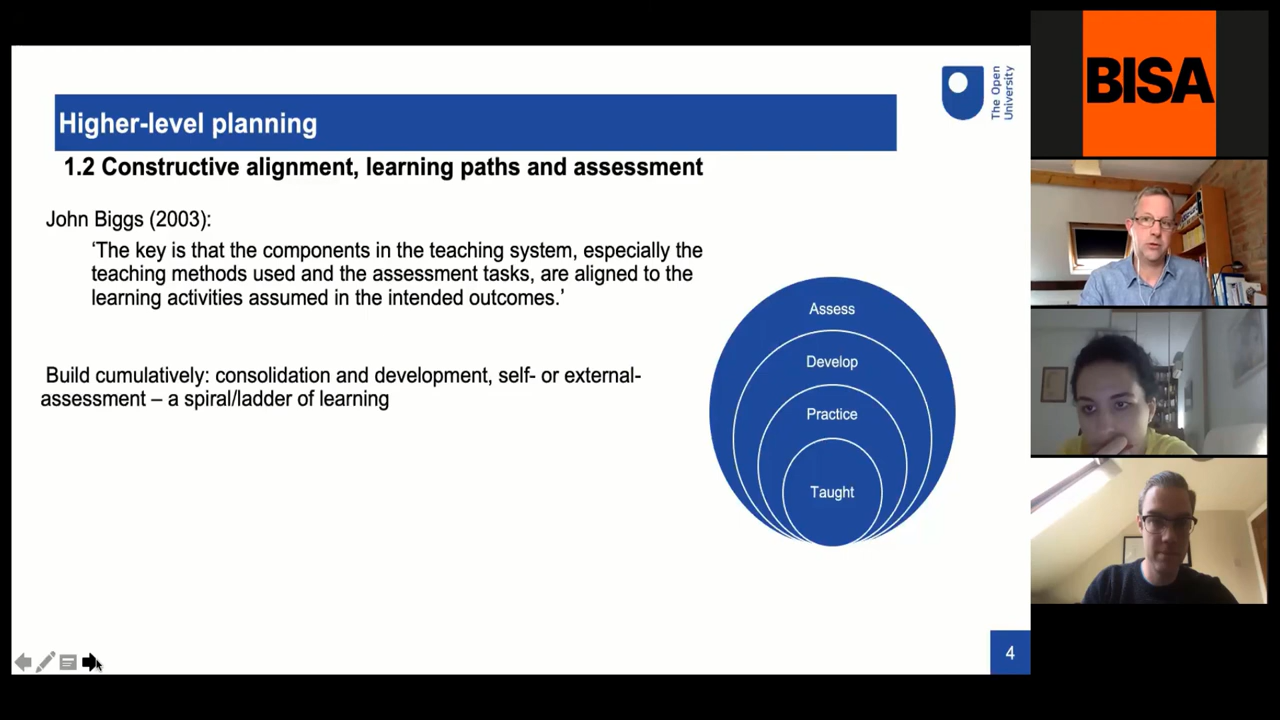 Higher-level planning
1.2 Constructive alignment, learning paths and assessment
John Biggs (2003):
‘The key is that the components in the teaching system, especially the
teaching methods used and the assessment tasks, are aligned to the
learning activities assumed in the intended outcomes.’
Build cumulatively: consolidation and development, self- or external-
assessment – a spiral/ladder of learning
Assess
Develop
Practice
Taught
The Open
University
4
BISA